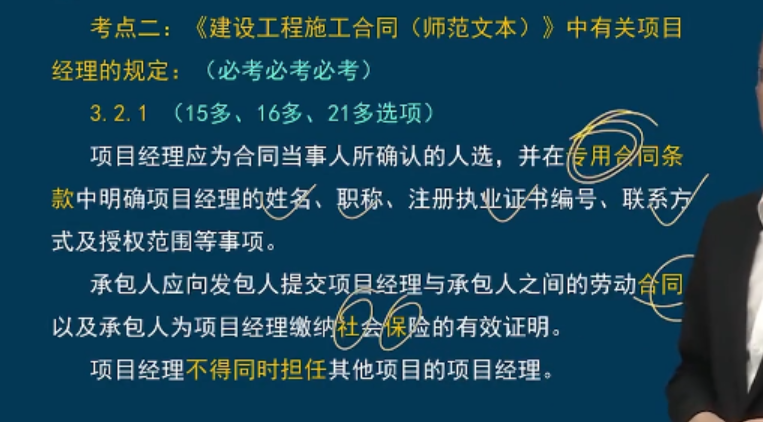 考点二：《建设工程施工合同（师范文本）》中有关项目
经理的规定：（必考必考必考）
3.2.1 （15多、16多、21多选项）
项目经理应为合同当事人所确认的人选，并在专用合同条
款中明确项目经理的姓名、职称、注册执业证书编号、联系方
式及授权范围等事项。
承包人应向发包人提交项目经理与承包人之间的劳动合同
以及承包人为项目经理缴纳社会保险的有效证明。
项目经理不得同时担任其他项目的项目经理。